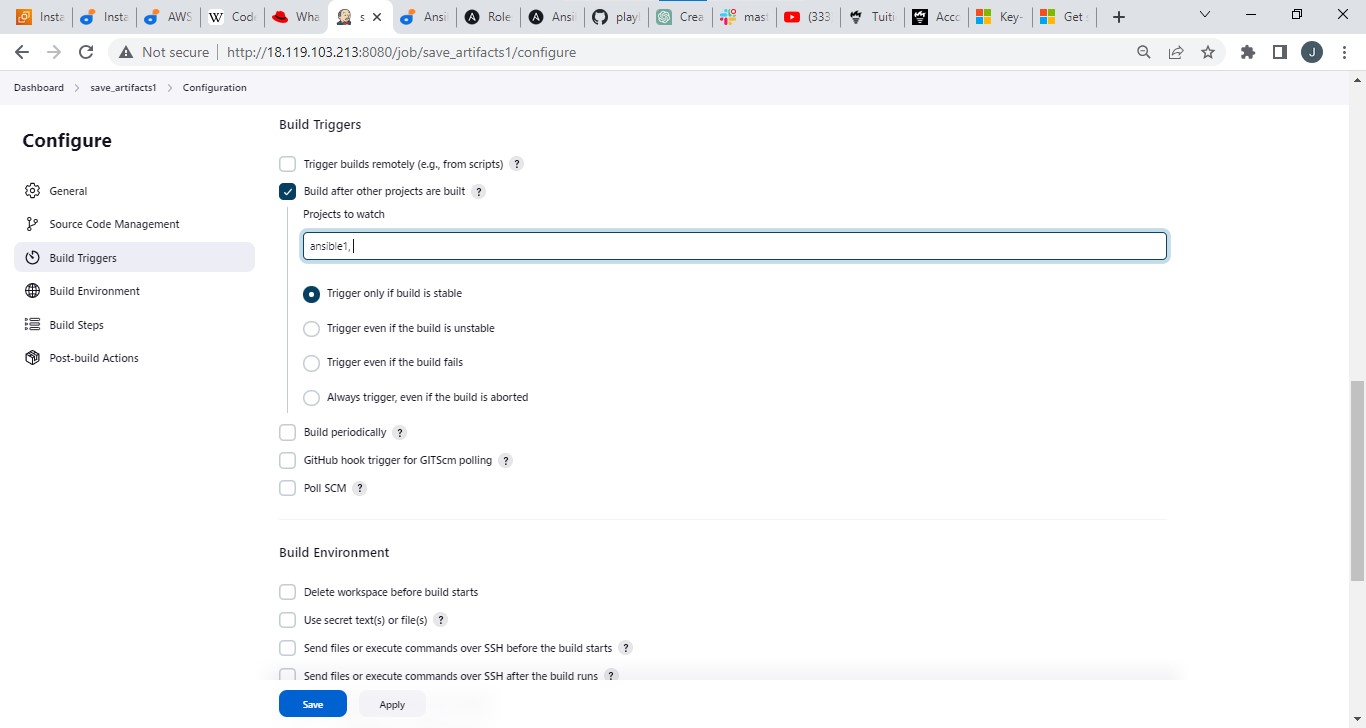 Insta
Insta
AWS
Code
Wha
s
Ansi
Role
Ansi
play
Crea
mast
(333
Tuiti
Acco
Key-
Get
Not secure
http://18.119.103.213:8080/job/save_artifacts1/configure
J
Dashboard > save_artifacts1 > Configuration
Configure
General
Source Code Management
Build Triggers
Build Environment
Build Steps
Post-build Actions
Build Triggers
Trigger builds remotely (e.g., from scripts) ?
Build after other projects are built ?
Projects to watch
ansible1,
Trigger only if build is stable
Trigger even if the build is unstable
Trigger even if the build fails
Always trigger, even if the build is aborted
Build periodically ?
GitHub hook trigger for GITScm polling ?
Poll SCM ?
Build Environment
Delete workspace before build starts
Use secret text(s) or file(s) ?
Send files or execute commands over SSH before the build starts ?
Send files or execute commands over SSH after the build runs ?
Save
Apply